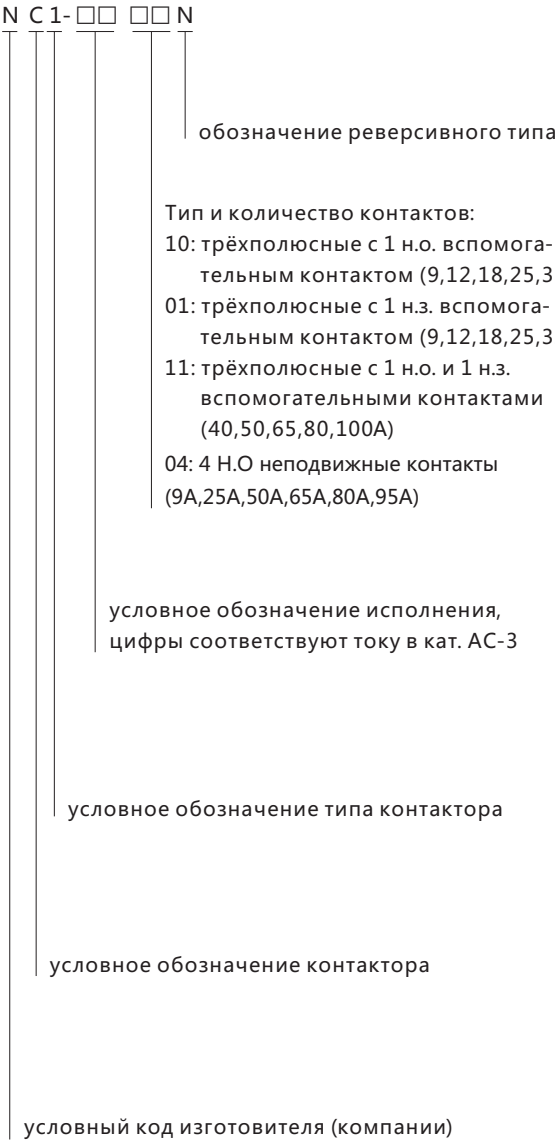 N C 1- □□ □□ N
обозначение реверсивного типа
Тип и количество контактов:
10: трёхполюсные с 1 н.о. вспомога-
тельным контактом (9,12,18,25,3
01: трёхполюсные с 1 н.з. вспомога-
тельным контактом (9,12,18,25,3
11: трёхполюсные с 1 н.о. и 1 н.з.
вспомогательными контактами
(40,50,65,80,100А)
04: 4 Н.О неподвижные контакты
(9А,25А,50А,65А,80А,95А)
условное обозначение исполнения,
цифры соответствуют току в кат. АС-3
условное обозначение типа контактора
условное обозначение контактора
условный код изготовителя (компании)